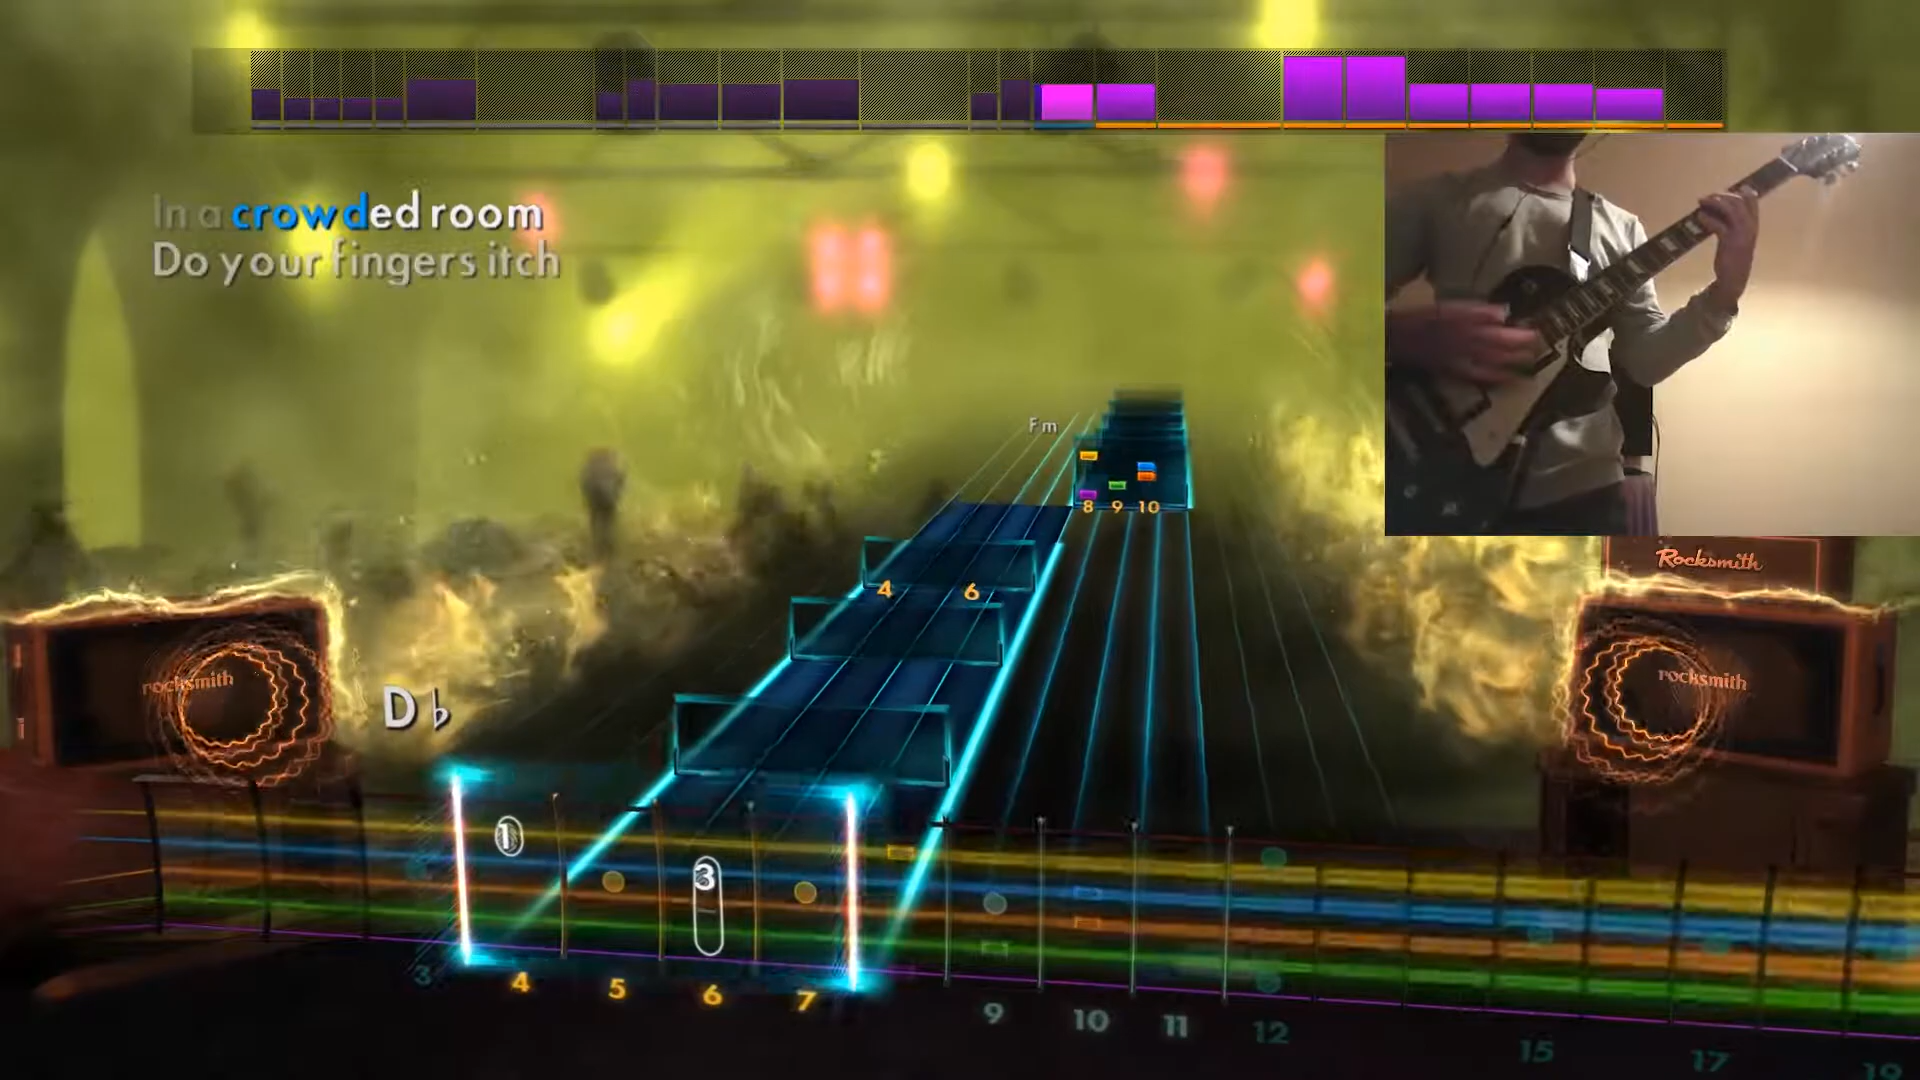 In a crowded room
Do your fingers itch
Fm
8 9 10
4 6
Rocksmith
rocksmith
rocksmith
D♭
1
3
3 4 5 6 7 9 10 11 12 15 17 19